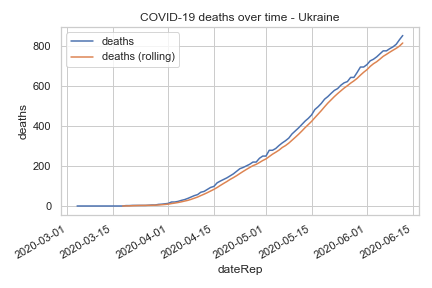 COVID-19 deaths over time - Ukraine
deaths
deaths (rolling)
deaths
800
600
400
200
0
2020-03-01
2020-03-15
2020-04-01
2020-04-15
2020-05-01
2020-05-15
2020-06-01
2020-06-15
dateRep